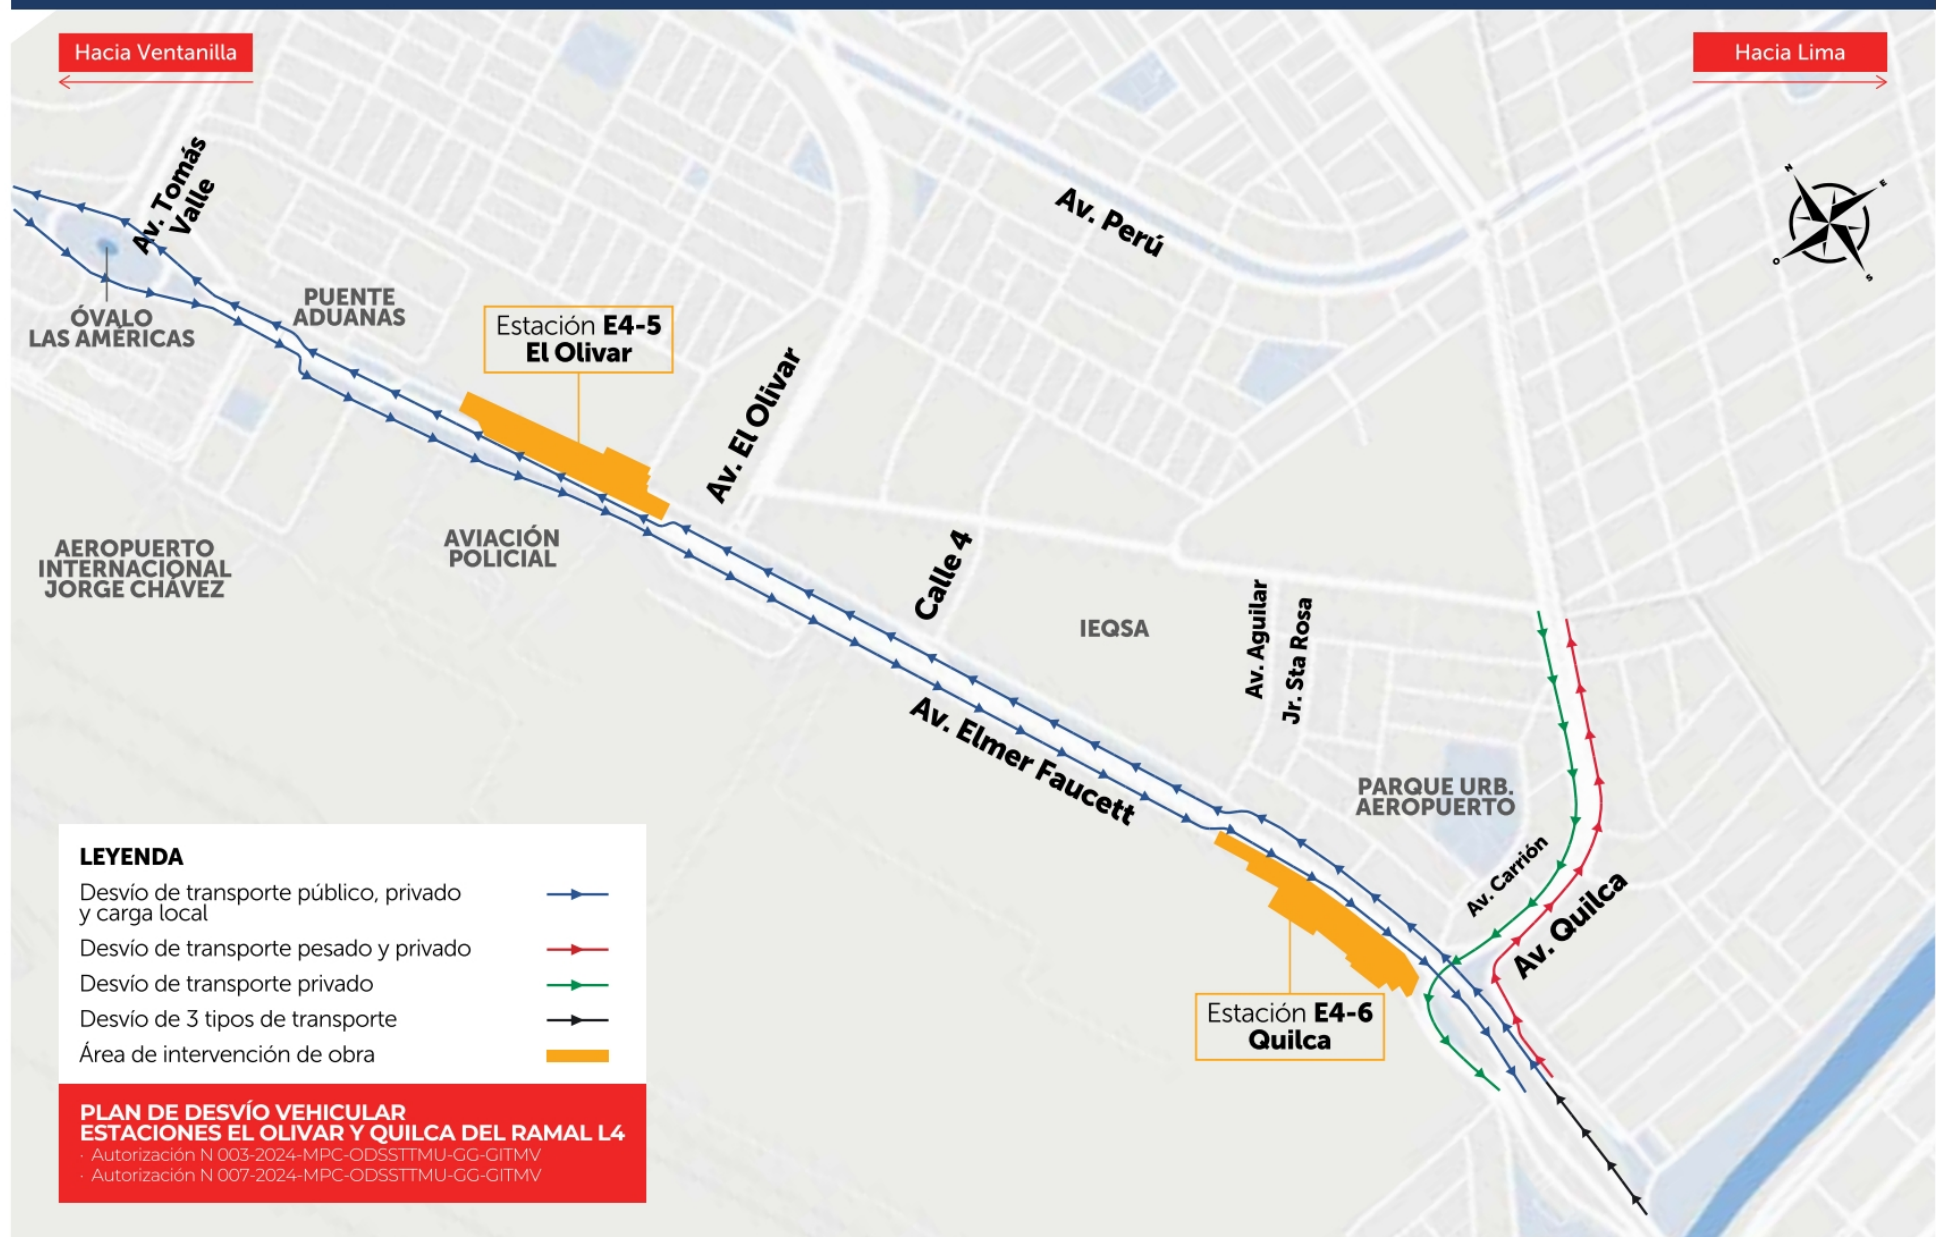 Hacia Ventanilla
Hacia Lima
Av. Tomás
Valle
N
E
O
S
Av. Perú
PUENTE
ADUANAS
ÓVALO
LAS AMÉRICAS
Estación E4-5
El Olivar
Av. El Olivar
AEROPUERTO
INTERNACIONAL
JORGE CHÁVEZ
AVIACIÓN
POLICIAL
Calle 4
IEQSA
Av. Aguilar
Jr. Sta Rosa
Av. Elmer Faucett
PARQUE URB.
AEROPUERTO
Av. Carrión
Av. Quilca
Estación E4-6
Quilca
LEYENDA
Desvío de transporte público, privado
y carga local
Desvío de transporte pesado y privado
Desvío de transporte privado
Desvío de 3 tipos de transporte
Área de intervención de obra
PLAN DE DESVÍO VEHICULAR
ESTACIONES EL OLIVAR Y QUILCA DEL RAMAL L4
· Autorización N 003-2024-MPC-ODSSTTMU-GG-GITMV
· Autorización N 007-2024-MPC-ODSSTTMU-GG-GITMV